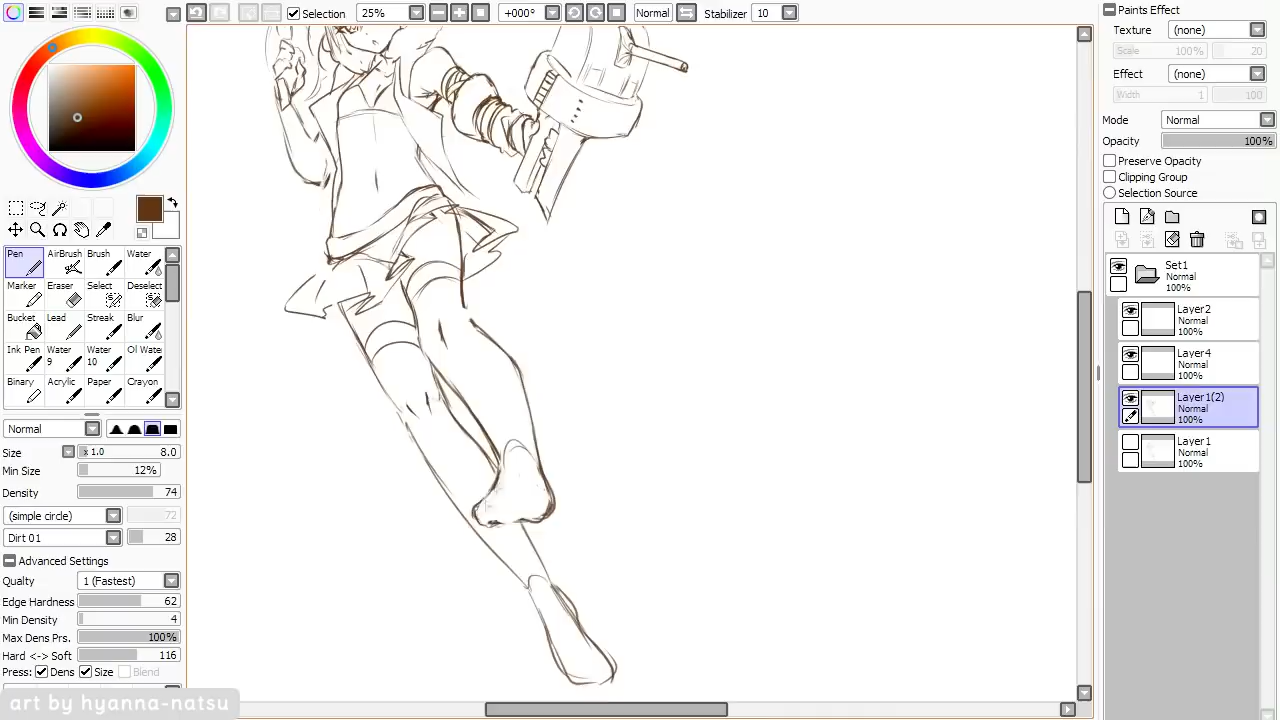 Selection
25%
+000°
Normal
Stabilizer
10
Pen
AirBrush
Brush
Water
Marker
Eraser
Select
Deselect
Bucket
Lead
Streak
Blur
Ink Pen
Water 9
Water 10
Oil Water
Binary
Acrylic
Paper
Crayon
Normal
Size
x 1.0
8.0
Min Size
12%
Density
74
(simple circle)
72
Dirt 01
28
Advanced Settings
Qualty
1 (Fastest)
Edge Hardness
62
Min Density
4
Max Dens Prs.
100%
Hard <-> Soft
116
Press:
Dens
Size
Blend
art by hyanna-natsu
Paints Effect
Texture
(none)
Scale
100%
20
Effect
(none)
Width
1
100
Mode
Normal
Opacity
100%
Preserve Opacity
Clipping Group
Selection Source
Set1
Normal
100%
Layer2
Normal
100%
Layer4
Normal
100%
Layer1(2)
Normal
100%
Layer1
Normal
100%